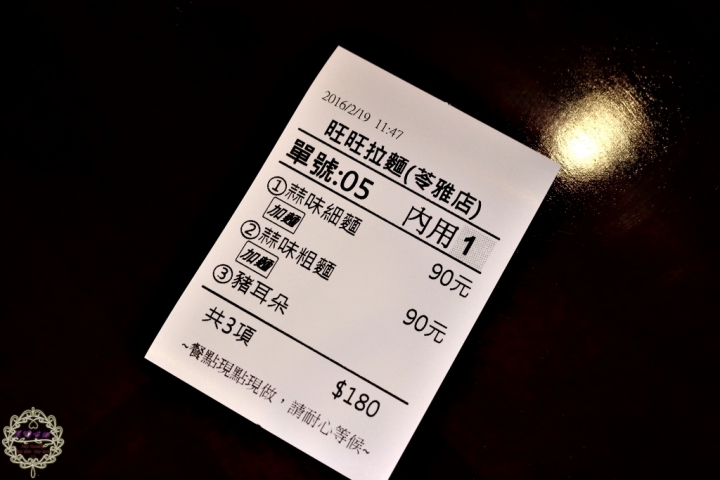 2016/2/19 11:47
旺旺拉麵(苓雅店)
單號:05 內用 1
①蒜味細麵 90元
加麵
②蒜味粗麵 90元
加麵
③豬耳朵
共3項 $180
~餐點現點現做，請耐心等候~